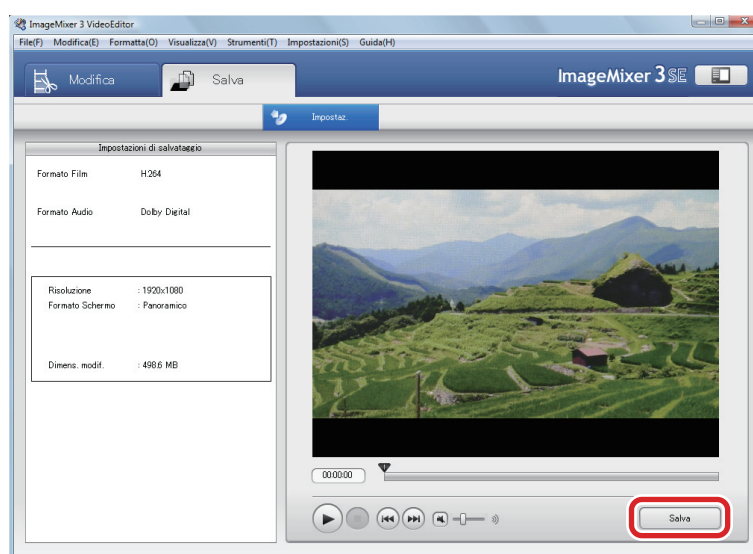 ImageMixer 3 VideoEditor
File(F) Modifica(E) Formatta(O) Visualizza(V) Strumenti(T) Impostazioni(S) Guida(H)
Modifica
Salva
ImageMixer 3 SE
Impostaz.
Impostazioni di salvataggio
Formato Film H.264
Formato Audio Dolby Digital
Risoluzione : 1920x1080
Formato Schermo : Panoramico
Dimens. modif. : 498.6 MB
00:00:00
Salva